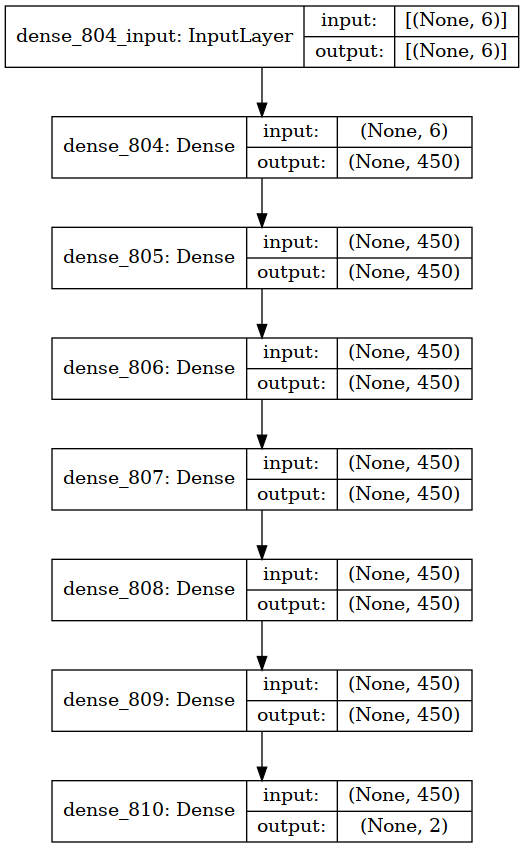 dense_804_input: InputLayer input: [(None, 6)]
output: [(None, 6)]
dense_804: Dense input: (None, 6)
output: (None, 450)
dense_805: Dense input: (None, 450)
output: (None, 450)
dense_806: Dense input: (None, 450)
output: (None, 450)
dense_807: Dense input: (None, 450)
output: (None, 450)
dense_808: Dense input: (None, 450)
output: (None, 450)
dense_809: Dense input: (None, 450)
output: (None, 450)
dense_810: Dense input: (None, 450)
output: (None, 2)